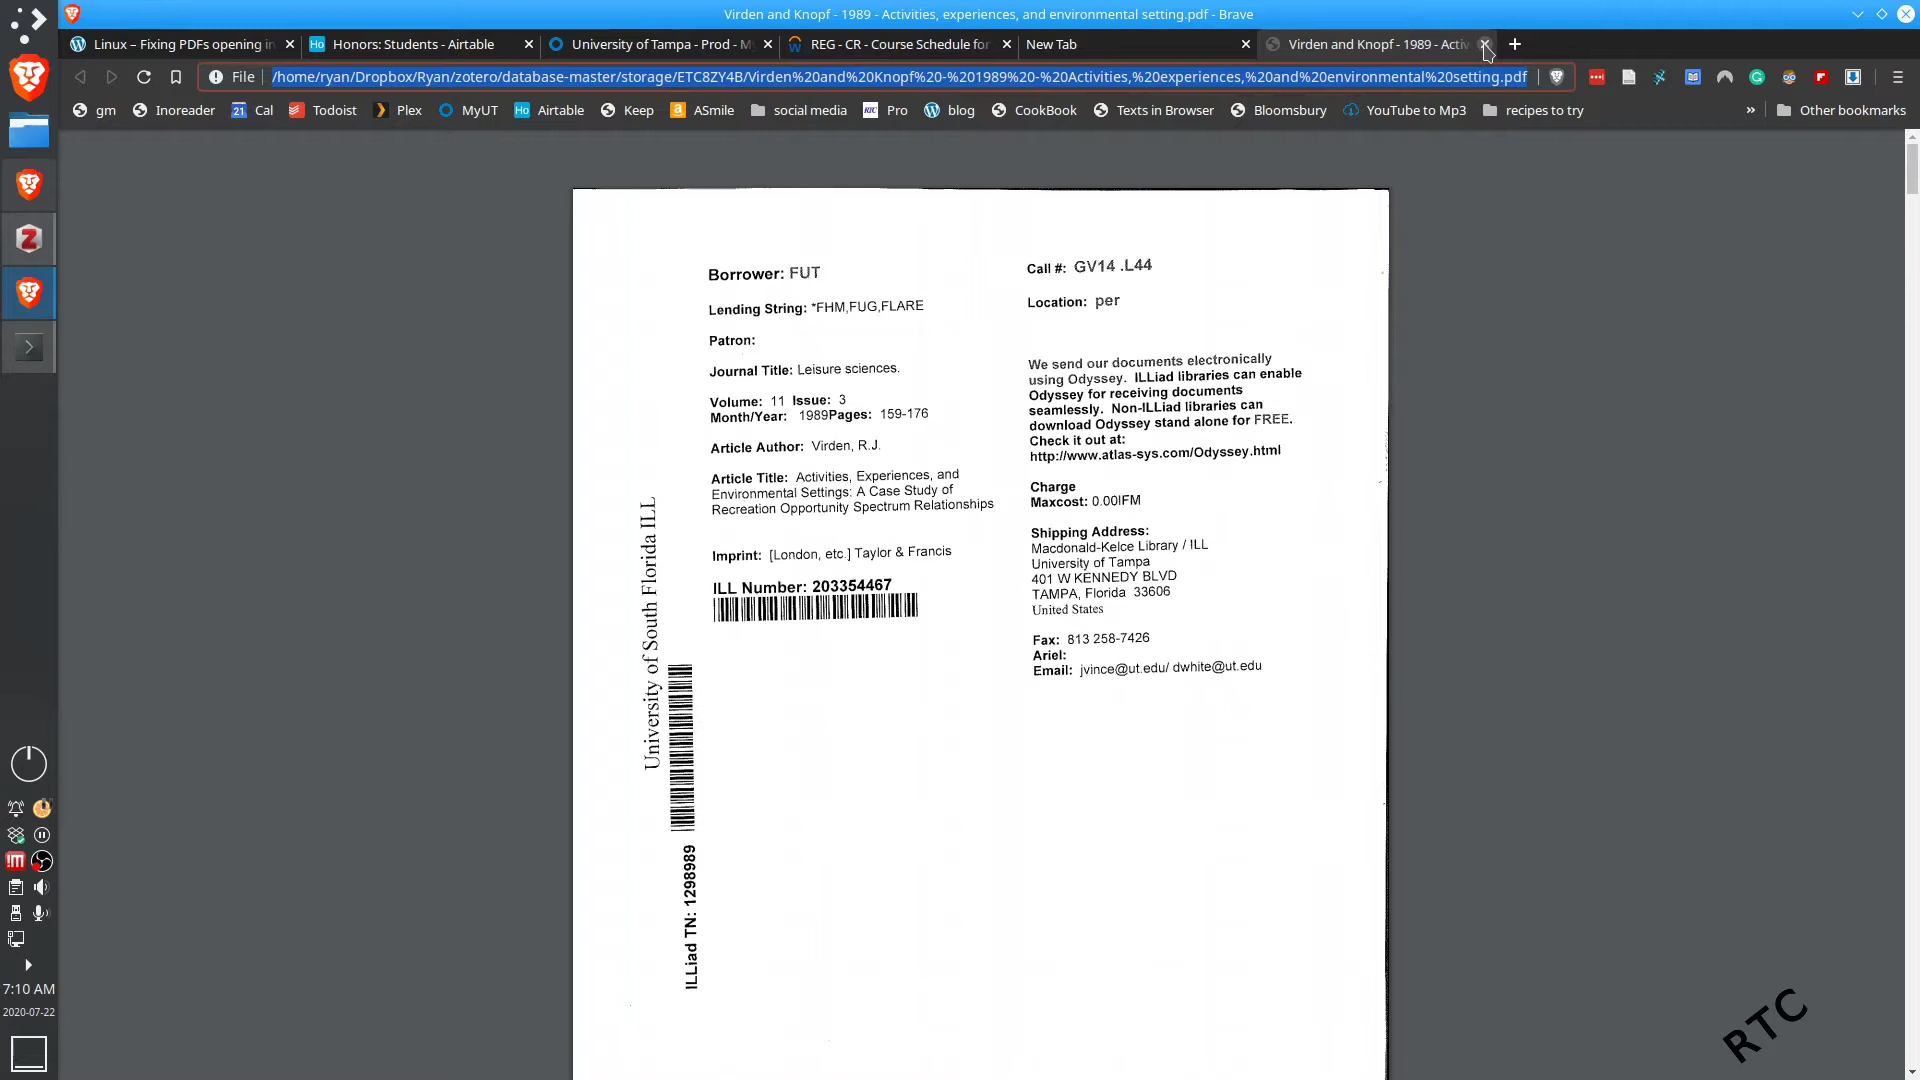 Virden and Knopf - 1989 - Activities, experiences, and environmental setting.pdf - Brave
Linux – Fixing PDFs opening in
Ho Honors: Students - Airtable
University of Tampa - Prod - M
REG - CR - Course Schedule for
New Tab
Virden and Knopf - 1989 - Activ
File
/home/ryan/Dropbox/Ryan/zotero/database-master/storage/ETC8ZY4B/Virden%20and%20Knopf%20-%201989%20-%20Activities,%20experiences,%20and%20environmental%20setting.pdf
gm
Inoreader
21 Cal
Todoist
Plex
MyUT
Ho Airtable
Keep
a ASmile
social media
RTC Pro
blog
CookBook
Texts in Browser
Bloomsbury
YouTube to Mp3
recipes to try
»
Other bookmarks
Borrower: FUT
Lending String: *FHM,FUG,FLARE
Patron:
Journal Title: Leisure sciences.
Volume: 11 Issue: 3
Month/Year: 1989Pages: 159-176
Article Author: Virden, R.J.
Article Title: Activities, Experiences, and
Environmental Settings: A Case Study of
Recreation Opportunity Spectrum Relationships
Imprint: [London, etc.] Taylor & Francis
ILL Number: 203354467
University of South Florida ILL
ILLiad TN: 1298989
Call #: GV14 .L44
Location: per
We send our documents electronically
using Odyssey. ILLiad libraries can enable
Odyssey for receiving documents
seamlessly. Non-ILLiad libraries can
download Odyssey stand alone for FREE.
Check it out at:
http://www.atlas-sys.com/Odyssey.html
Charge
Maxcost: 0.00IFM
Shipping Address:
Macdonald-Kelce Library / ILL
University of Tampa
401 W KENNEDY BLVD
TAMPA, Florida 33606
United States
Fax: 813 258-7426
Ariel:
Email: jvince@ut.edu/ dwhite@ut.edu
7:10 AM
2020-07-22
RTC